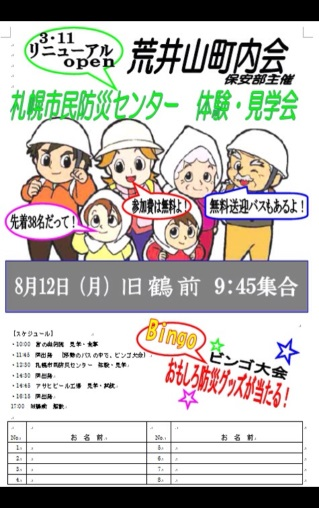 3・11
リニューアル
open
荒井山町内会
保安部主催
札幌市民防災センター 体験・見学会
先着38名だって！
参加費は無料よ！
無料送迎バスもあるよ！
8月12日（月）旧鶴前 9:45集合
Bingo
ビンゴ大会
おもしろ防災グッズが当たる！
【スケジュール】
・10:00 宮の森病院 見学・食事
・11:45 同出発 （移動のバスの中で、ビンゴ大会）
・12:30 札幌市民防災センター 体験・見学
・14:30 同出発
・14:45 アサヒビール工場 見学・試飲
・16:15 同出発
17:00 解散
No. お名前 No. お名前
1 5
2 6
3 7
4 8